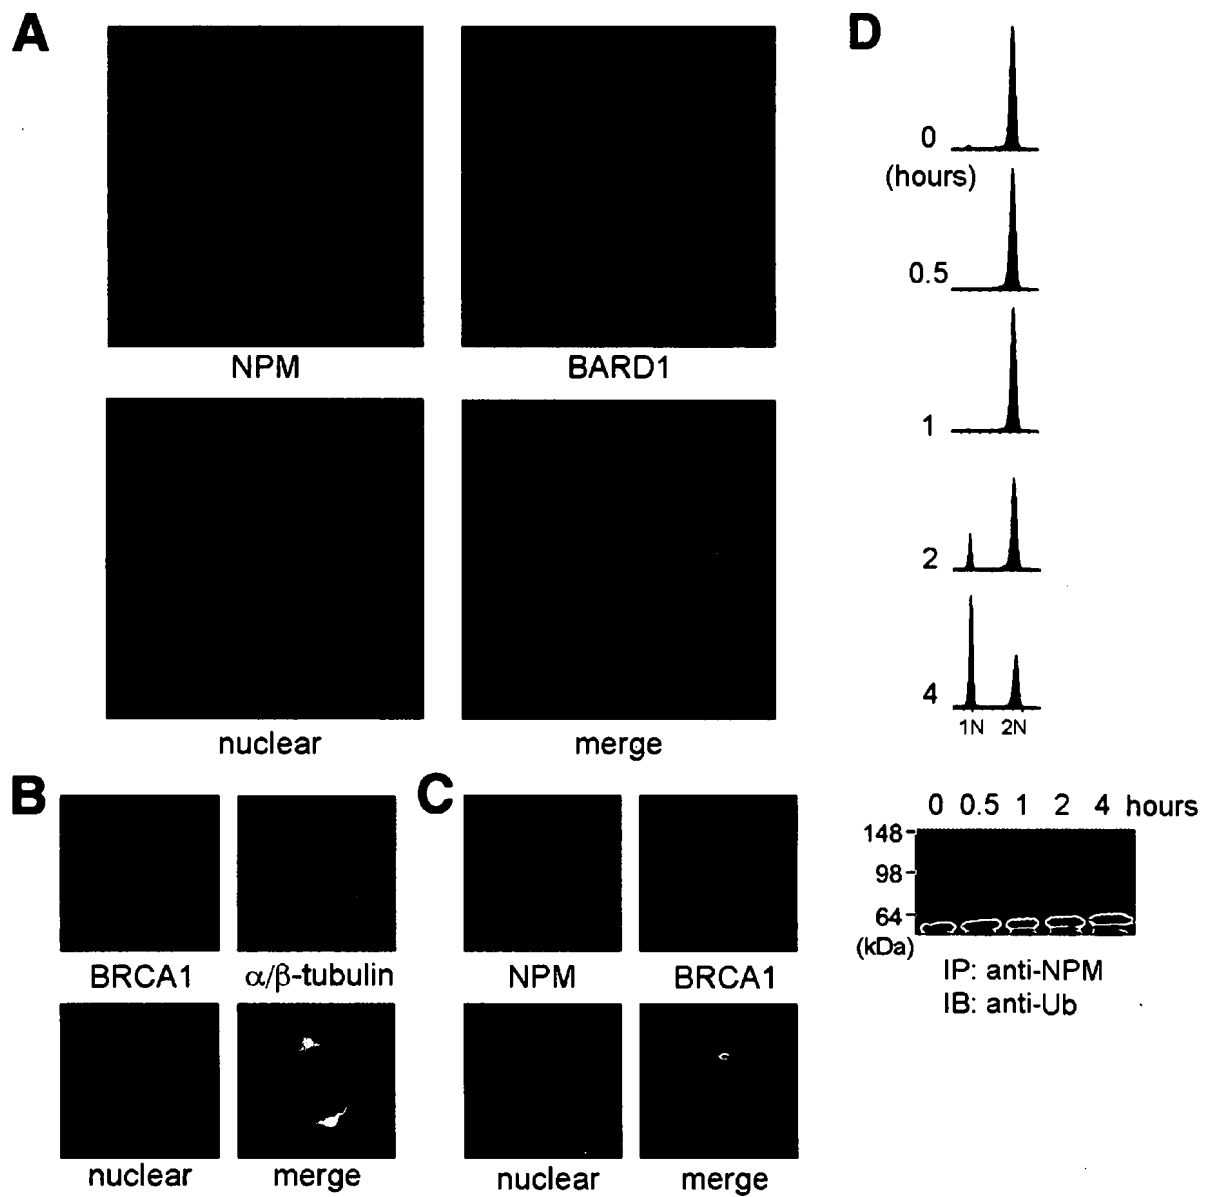 A
NPM
BARD1
nuclear
merge
B
BRCA1
α/β-tubulin
nuclear
merge
C
NPM
BRCA1
nuclear
merge
D
0
(hours)
0.5
1
2
4
1N 2N
0 0.5 1 2 4 hours
148
98
64
(kDa)
IP: anti-NPM
IB: anti-Ub